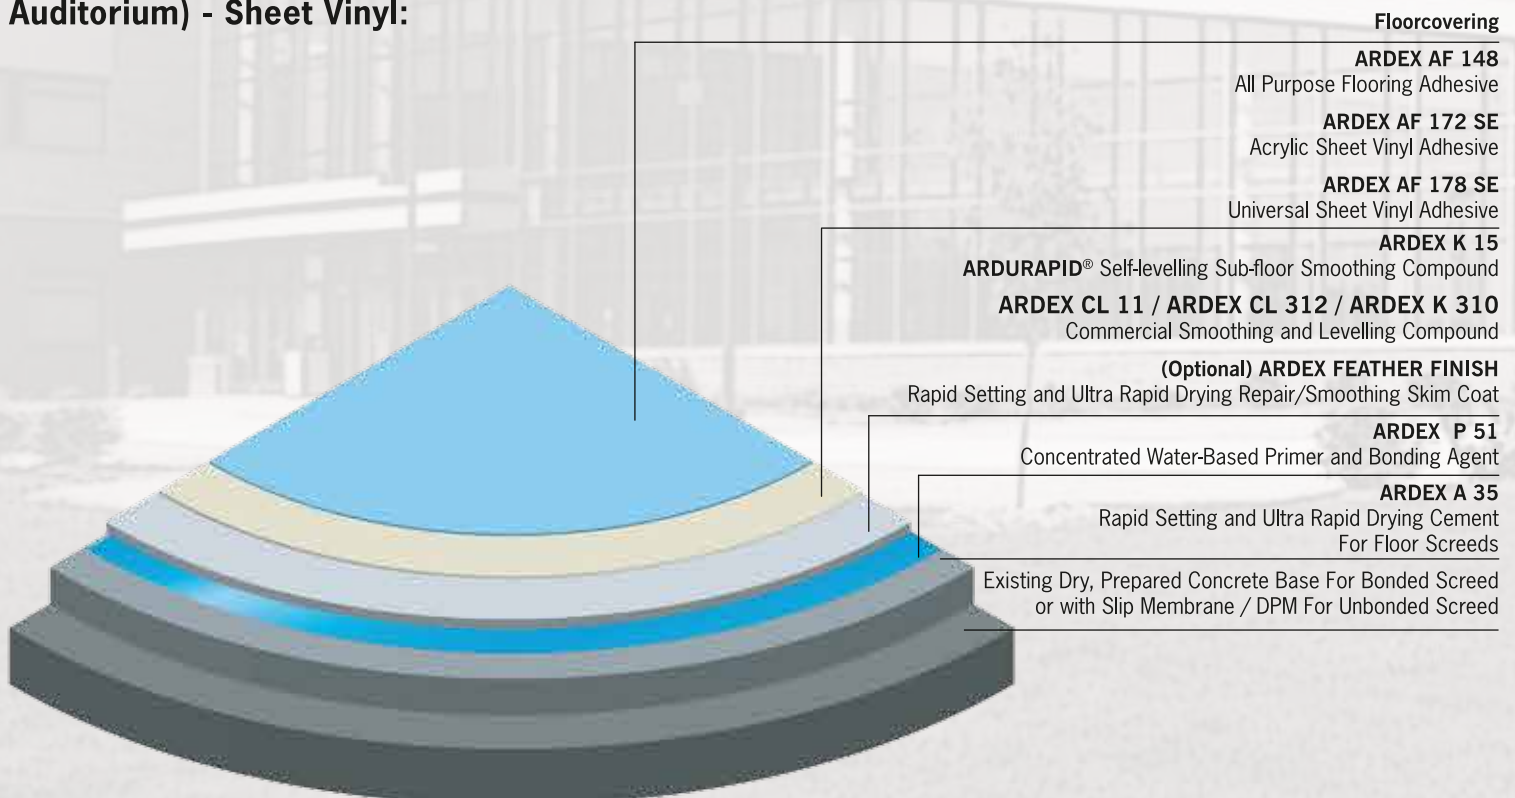 Auditorium) - Sheet Vinyl:
Floorcovering
ARDEX AF 148
All Purpose Flooring Adhesive
ARDEX AF 172 SE
Acrylic Sheet Vinyl Adhesive
ARDEX AF 178 SE
Universal Sheet Vinyl Adhesive
ARDEX K 15
ARDURAPID® Self-levelling Sub-floor Smoothing Compound
ARDEX CL 11 / ARDEX CL 312 / ARDEX K 310
Commercial Smoothing and Levelling Compound
(Optional) ARDEX FEATHER FINISH
Rapid Setting and Ultra Rapid Drying Repair/Smoothing Skim Coat
ARDEX P 51
Concentrated Water-Based Primer and Bonding Agent
ARDEX A 35
Rapid Setting and Ultra Rapid Drying Cement
For Floor Screeds
Existing Dry, Prepared Concrete Base For Bonded Screed
or with Slip Membrane / DPM For Unbonded Screed